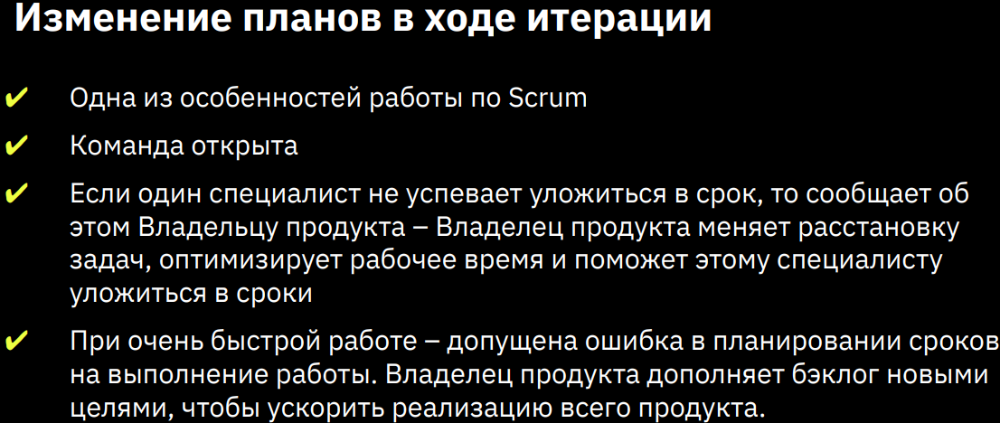 Изменение планов в ходе итерации
✔ Одна из особенностей работы по Scrum
✔ Команда открыта
✔ Если один специалист не успевает уложиться в срок, то сообщает об
этом Владельцу продукта – Владелец продукта меняет расстановку
задач, оптимизирует рабочее время и поможет этому специалисту
уложиться в сроки
✔ При очень быстрой работе – допущена ошибка в планировании сроков
на выполнение работы. Владелец продукта дополняет бэклог новыми
целями, чтобы ускорить реализацию всего продукта.